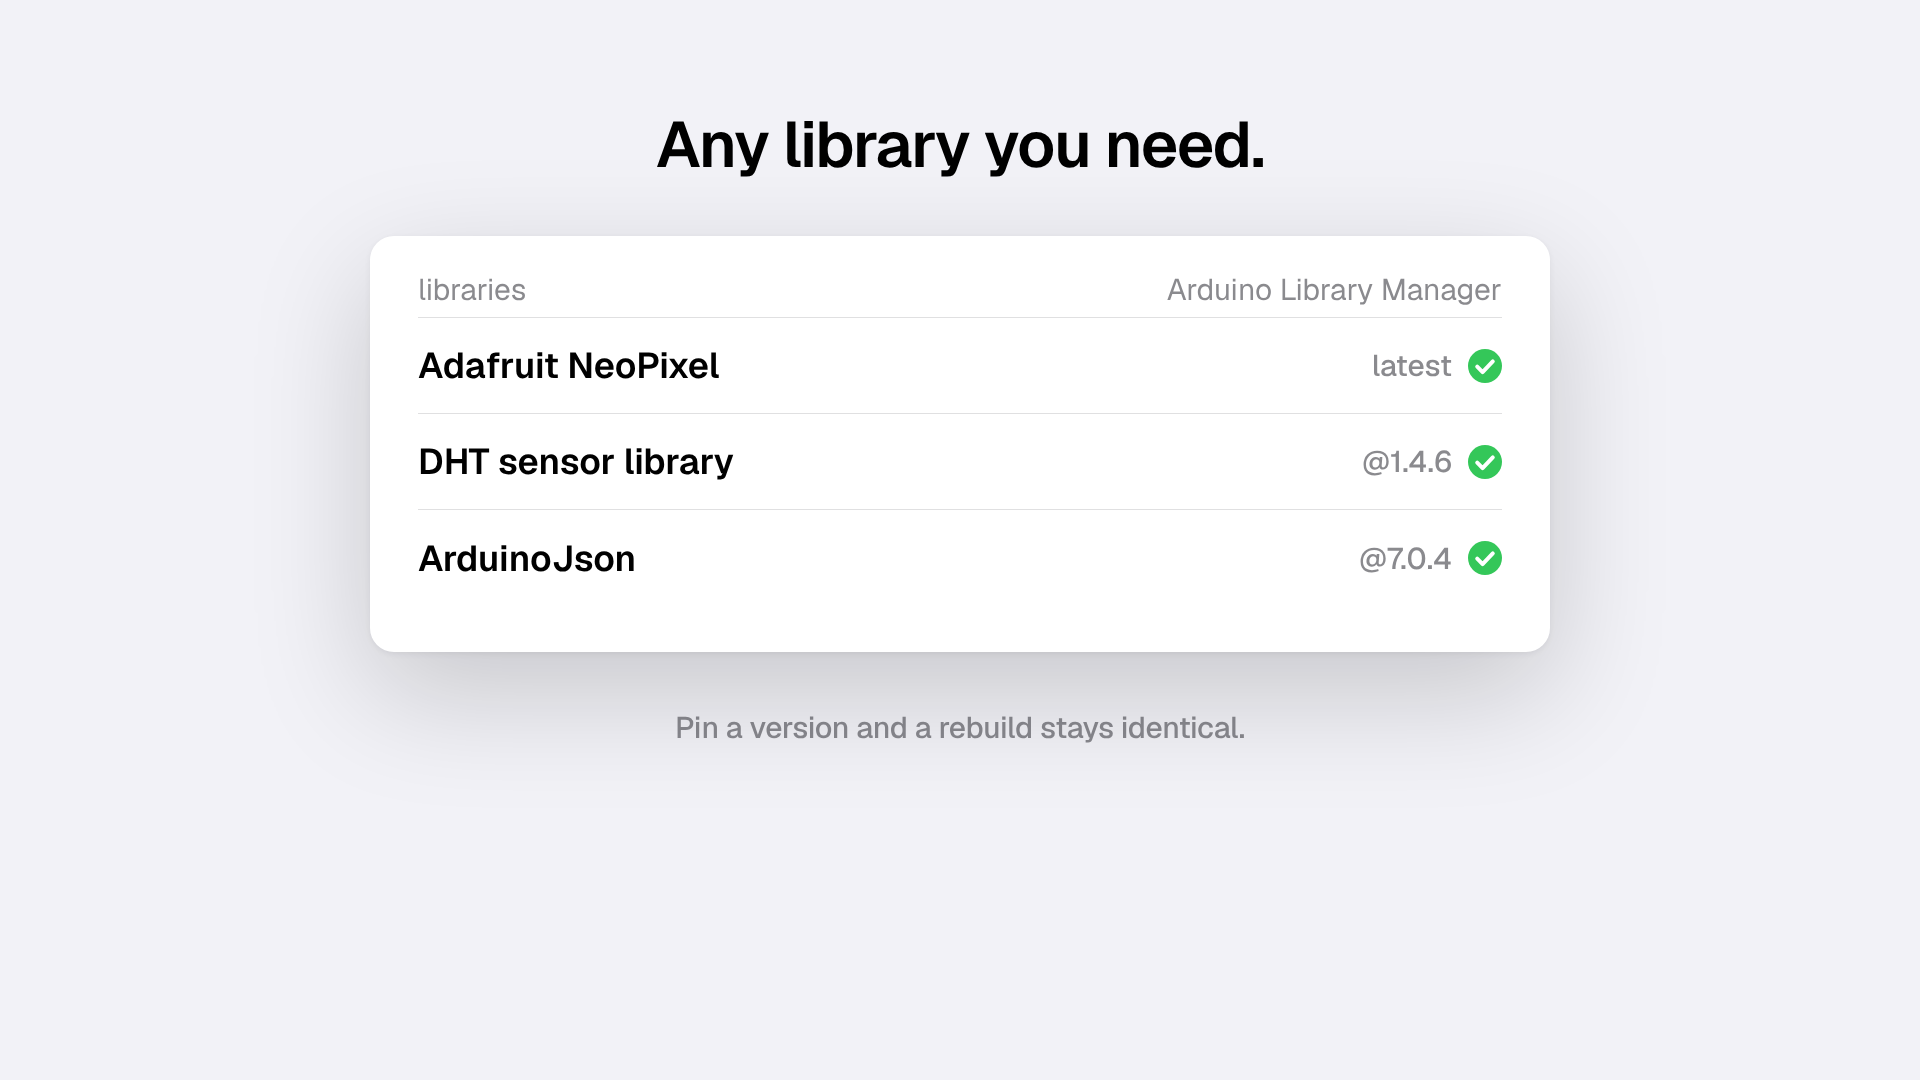 Any library you need.
libraries
Arduino Library Manager
Adafruit NeoPixel
latest
DHT sensor library
@1.4.6
ArduinoJson
@7.0.4
Pin a version and a rebuild stays identical.